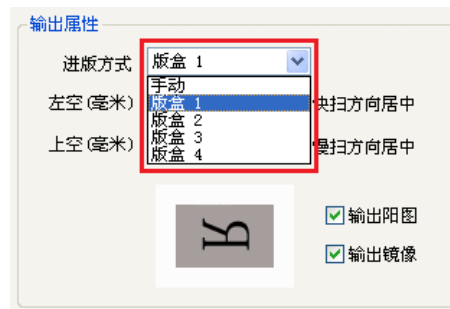 输出属性
进版方式 版盒 1
手动
左空(毫米) 版盒 1 快扫方向居中
版盒 2
上空(毫米) 版盒 3 慢扫方向居中
版盒 4
R
输出阳图
输出镜像